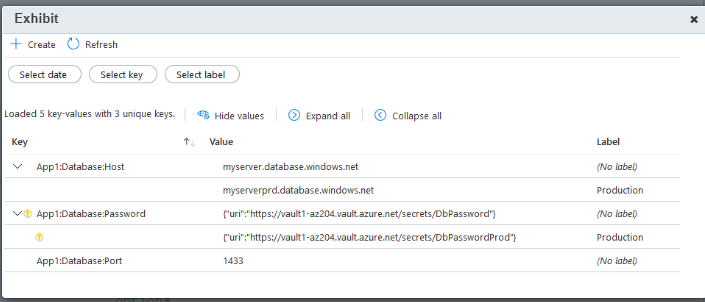 Exhibit
Create Refresh
Select date Select key Select label
Loaded 5 key-values with 3 unique keys. Hide values Expand all Collapse all
Key Value Label
App1:Database:Host myserver.database.windows.net (No label)
myserverprd.database.windows.net Production
App1:Database:Password {"uri":"https://vault1-az204.vault.azure.net/secrets/DbPassword"} (No label)
{"uri":"https://vault1-az204.vault.azure.net/secrets/DbPasswordProd"} Production
App1:Database:Port 1433 (No label)